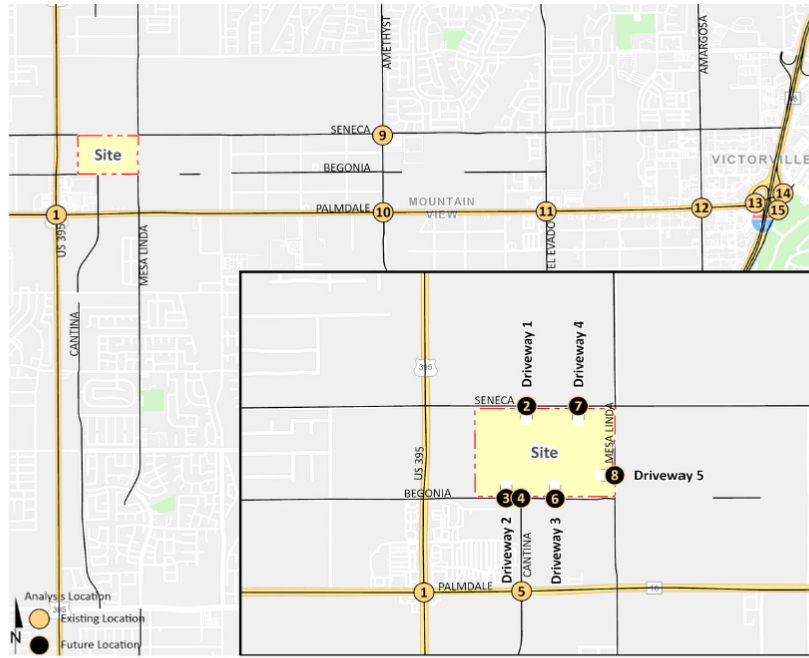 AMETHYST
AMARGOSA
18
SENECA
9
Site
BEGONIA
VICTORVILLE
MOUNTAIN
VIEW
PALMDALE
1
10
11
12
13
14
15
US 395
MESA LINDA
EL EVADO
CANTINA
395
Driveway 1
Driveway 4
SENECA
2
7
MESA LINDA
US 395
Site
8
Driveway 5
BEGONIA
3
4
6
Driveway 2
CANTINA
Driveway 3
PALMDALE
18
1
5
Analysis Location
395
Existing Location
Future Location
N